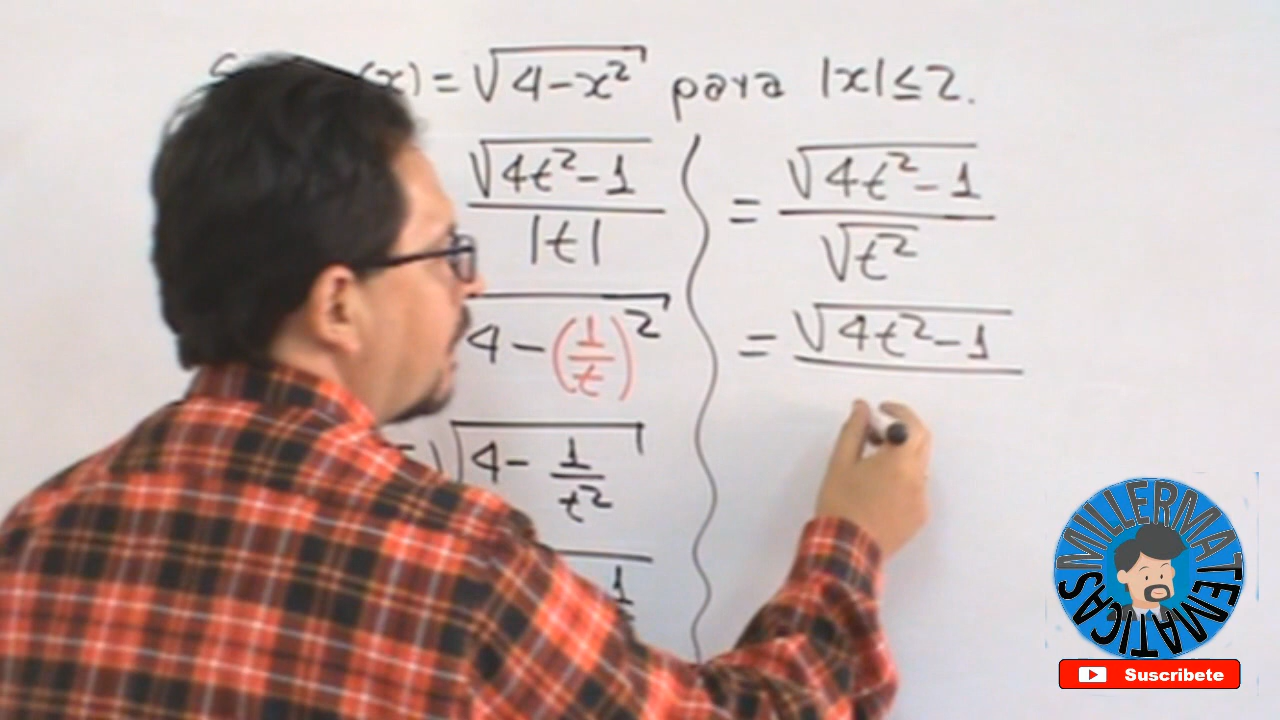 (x) = √(4-x²) para |x| ≤ 2.
√(4t²-1) / |t|
4 - (1/t)²
√(4 - 1/t²)
1
= √(4t²-1) / √(t²)
= √(4t²-1)
MILLERMATEMATICAS
Suscribete